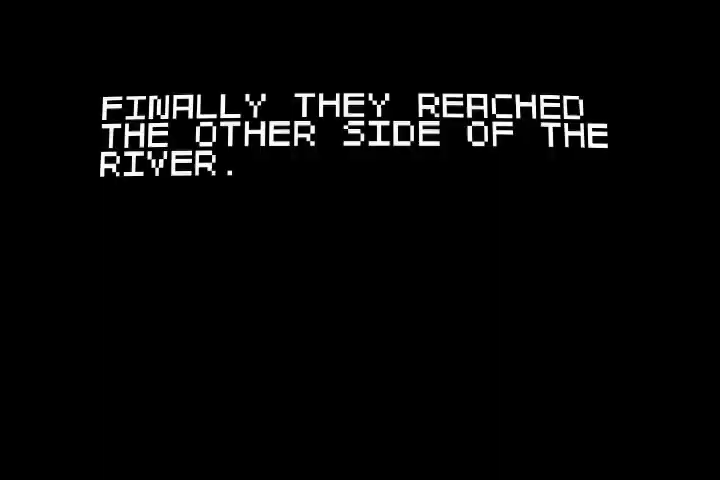 FINALLY THEY REACHED
THE OTHER SIDE OF THE
RIVER.